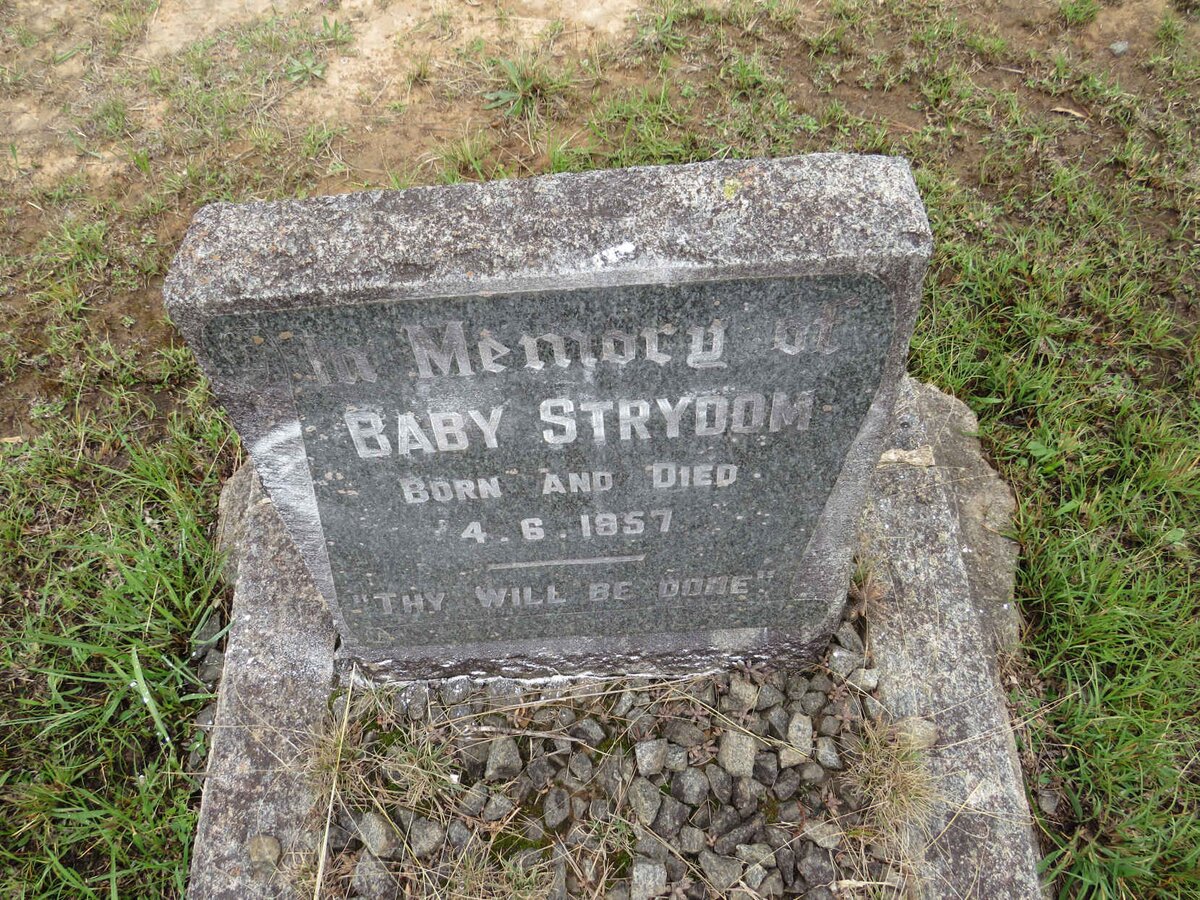 In Memory of
BABY STRYDOM
BORN AND DIED
4.6.1957
"THY WILL BE DONE."